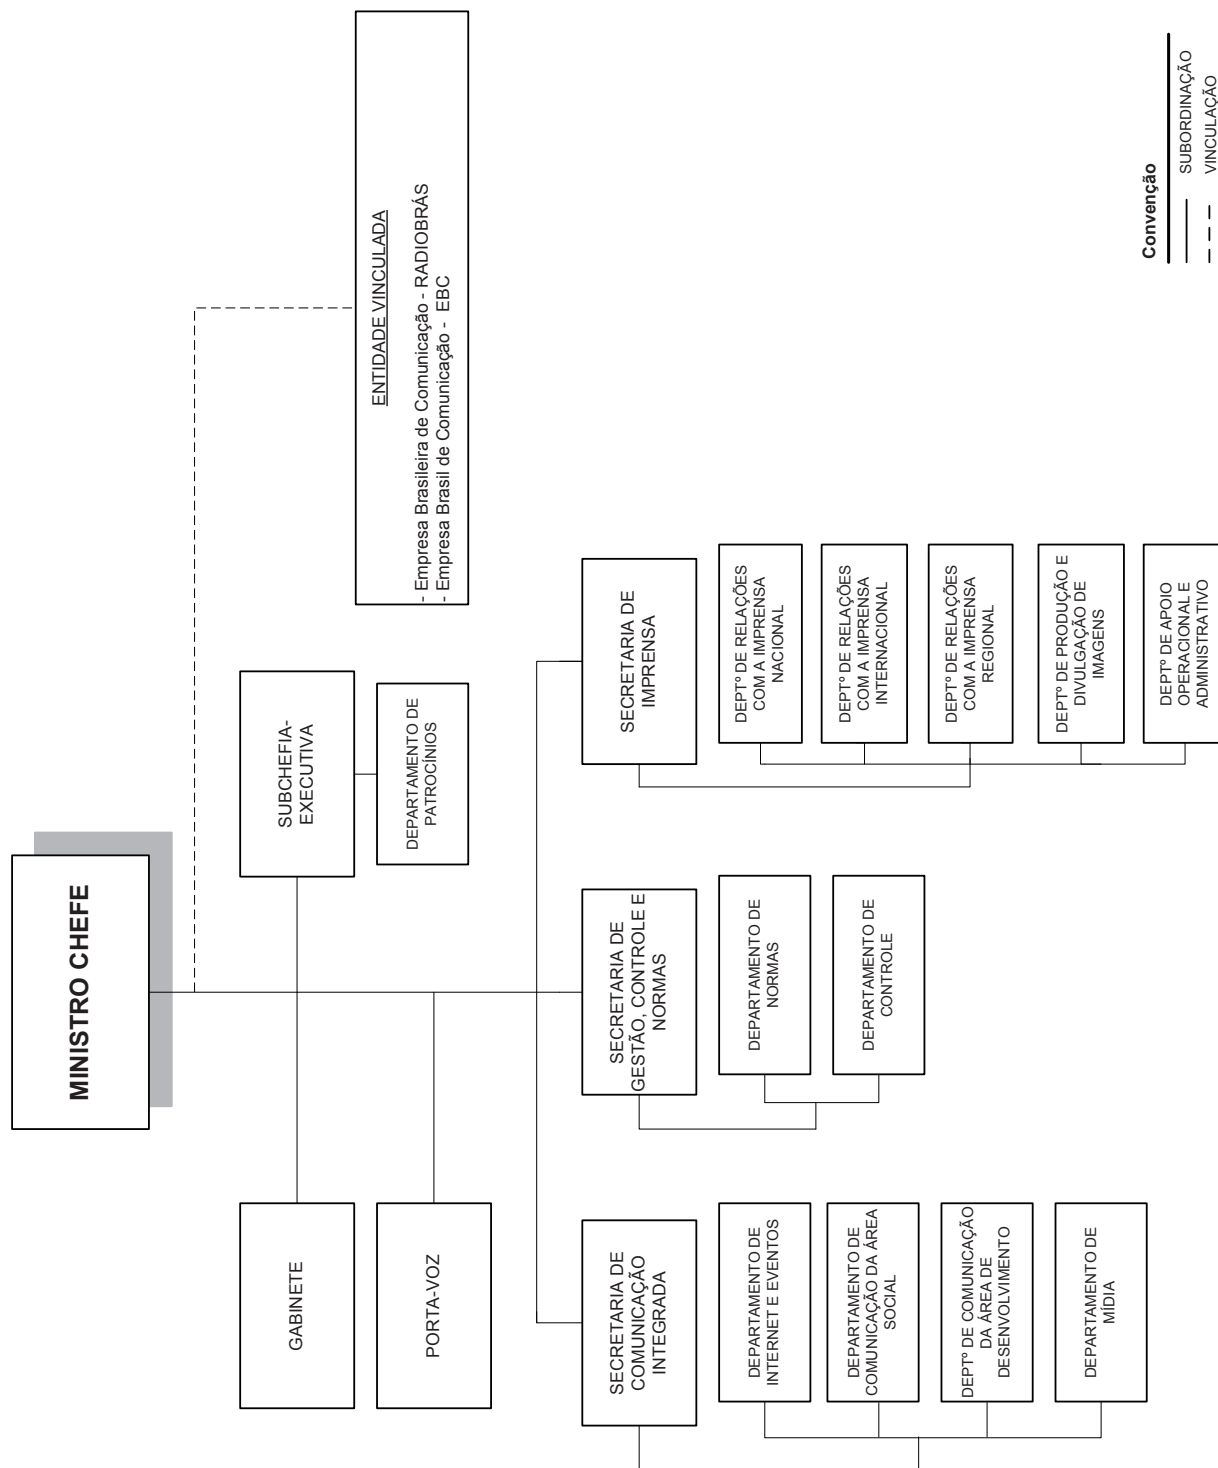 MINISTRO CHEFE
GABINETE
SUBCHEFIA-
EXECUTIVA
ENTIDADE VINCULADA
- Empresa Brasileira de Comunicação - RADIOBRÁS
- Empresa Brasil de Comunicação - EBC
PORTA-VOZ
DEPARTAMENTO DE
PATROCÍNIOS
SECRETARIA DE
COMUNICAÇÃO
INTEGRADA
DEPARTAMENTO DE
INTERNET E EVENTOS
DEPARTAMENTO DE
COMUNICAÇÃO DA ÁREA
SOCIAL
DEPTº DE COMUNICAÇÃO
DA ÁREA DE
DESENVOLVIMENTO
DEPARTAMENTO DE
MÍDIA
SECRETARIA DE
GESTÃO, CONTROLE E
NORMAS
DEPARTAMENTO DE
NORMAS
DEPARTAMENTO DE
CONTROLE
SECRETARIA DE
IMPRENSA
DEPTº DE RELAÇÕES
COM A IMPRENSA
NACIONAL
DEPTº DE RELAÇÕES
COM A IMPRENSA
INTERNACIONAL
DEPTº DE RELAÇÕES
COM A IMPRENSA
REGIONAL
DEPTº DE PRODUÇÃO E
DIVULGAÇÃO DE
IMAGENS
DEPTº DE APOIO
OPERACIONAL E
ADMINISTRATIVO
Convenção
SUBORDINAÇÃO
VINCULAÇÃO